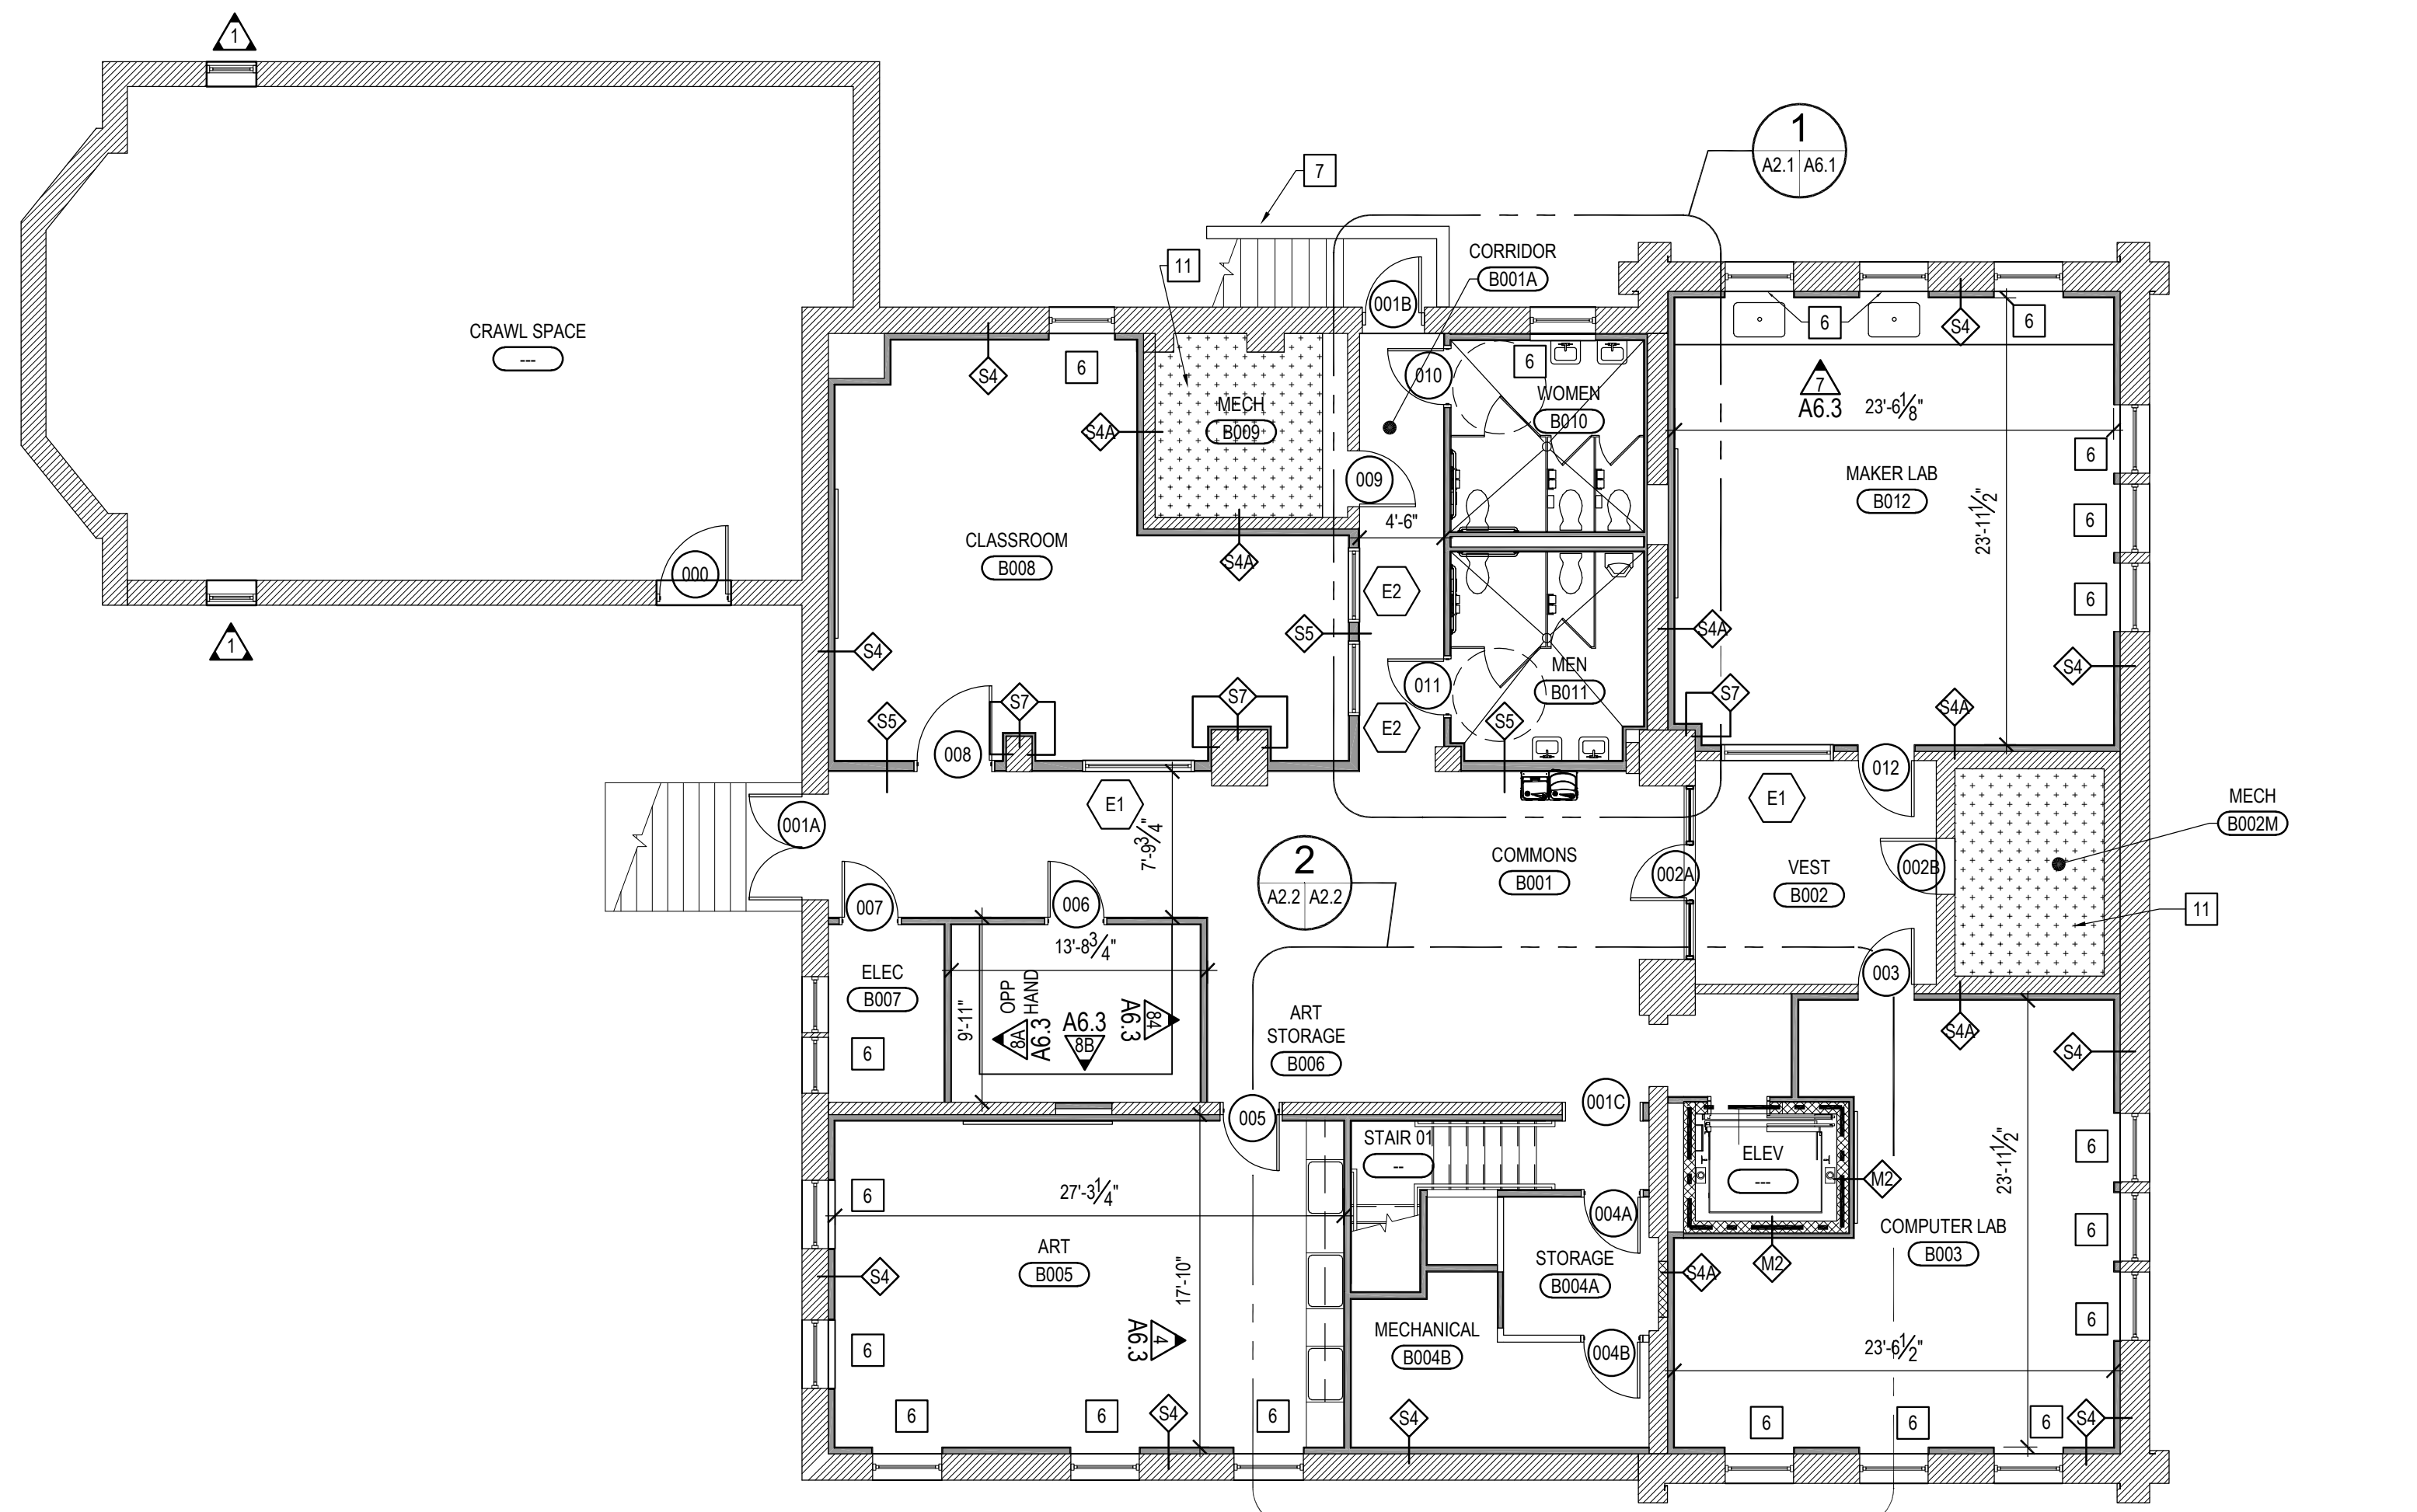 1
7
1
A2.1 A6.1
CORRIDOR
B001A
11
001B
CRAWL SPACE
---
S4
6
010
6
WOMEN
B010
6
S4
6
7
A6.3
23'-6 1/8"
MECH
B009
S4A
009
6
MAKER LAB
B012
23'-11 1/2"
6
4'-6"
CLASSROOM
B008
S4A
000
E2
6
1
S4
S5
S4A
MEN
B011
011
S4
S5
S7
S7
E2
S5
S7
S4A
008
012
E1
7'-9 3/4"
E1
MECH
B002M
001A
2
A2.2 A2.2
COMMONS
B001
002A
VEST
B002
002B
007
006
11
13'-8 3/4"
ELEC
B007
OPP
HAND
003
9'-11"
8A
A6.3
A6.3
8B
84
A6.3
ART
STORAGE
B006
S4A
S4
6
005
001C
STAIR 01
--
ELEV
---
M2
23'-11 1/2"
6
6
27'-3 1/4"
004A
COMPUTER LAB
B003
6
ART
B005
S4
17'-10"
STORAGE
B004A
S4A
M2
6
4
A6.3
6
MECHANICAL
B004B
004B
23'-6 1/2"
6
6
S4
6
S4
6
6
6
S4